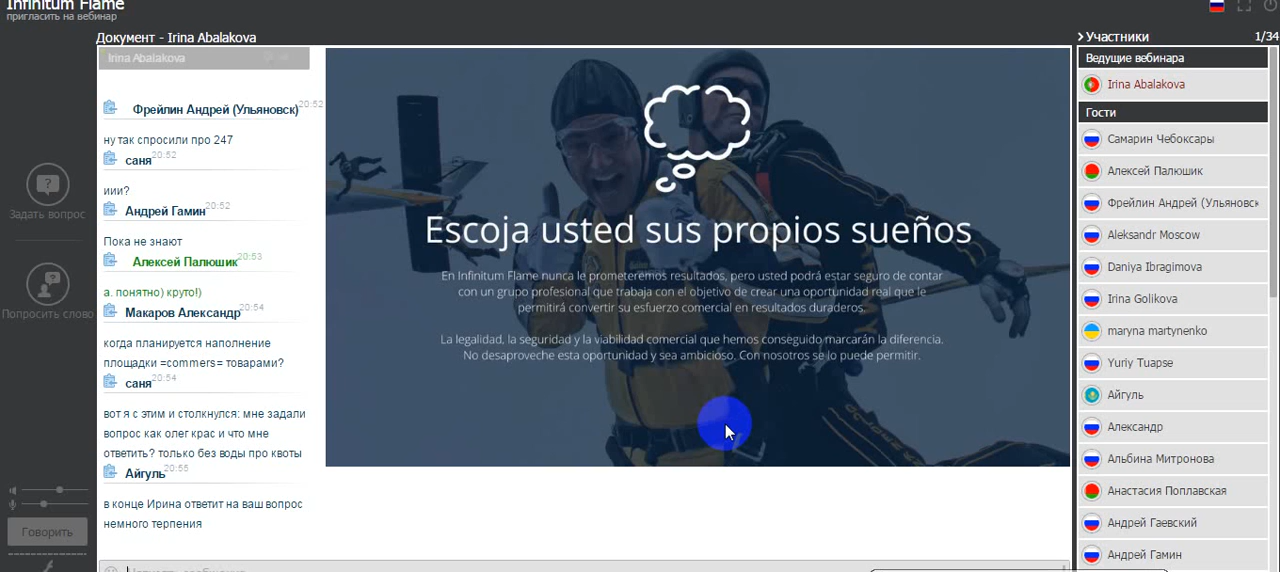 Infinitum Flame
пригласить на вебинар
Документ - Irina Abalakova
Irina Abalakova
Фрейлин Андрей (Ульяновск) 20:52
ну так спросили про 247
саня 20:52
иии?
Андрей Гамин 20:52
Пока не знают
Алексей Палюшик 20:53
а. понятно) круто!)
Макаров Александр 20:54
когда планируется наполнение
площадки =commers= товарами?
саня 20:54
вот я с этим и столкнулся: мне задали
вопрос как олег крас и что мне
ответить? только без воды про квоты
Айгуль 20:55
в конце Ирина ответит на ваш вопрос
немного терпения
Задать вопрос
Попросить слово
Говорить
Escoja usted sus propios sueños
En Infinitum Flame nunca le prometeremos resultados, pero usted podrá estar seguro de contar
con un grupo profesional que trabaja con el objetivo de crear una oportunidad real que le
permitirá convertir su esfuerzo comercial en resultados duraderos.
La legalidad, la seguridad y la viabilidad comercial que hemos conseguido marcarán la diferencia.
No desaproveche esta oportunidad y sea ambicioso. Con nosotros se lo puede permitir.
Участники 1/34
Ведущие вебинара
Irina Abalakova
Гости
Самарин Чебоксары
Алексей Палюшик
Фрейлин Андрей (Ульяновск
Aleksandr Moscow
Daniya Ibragimova
Irina Golikova
maryna martynenko
Yuriy Tuapse
Айгуль
Александр
Альбина Митронова
Анастасия Поплавская
Андрей Гаевский
Андрей Гамин